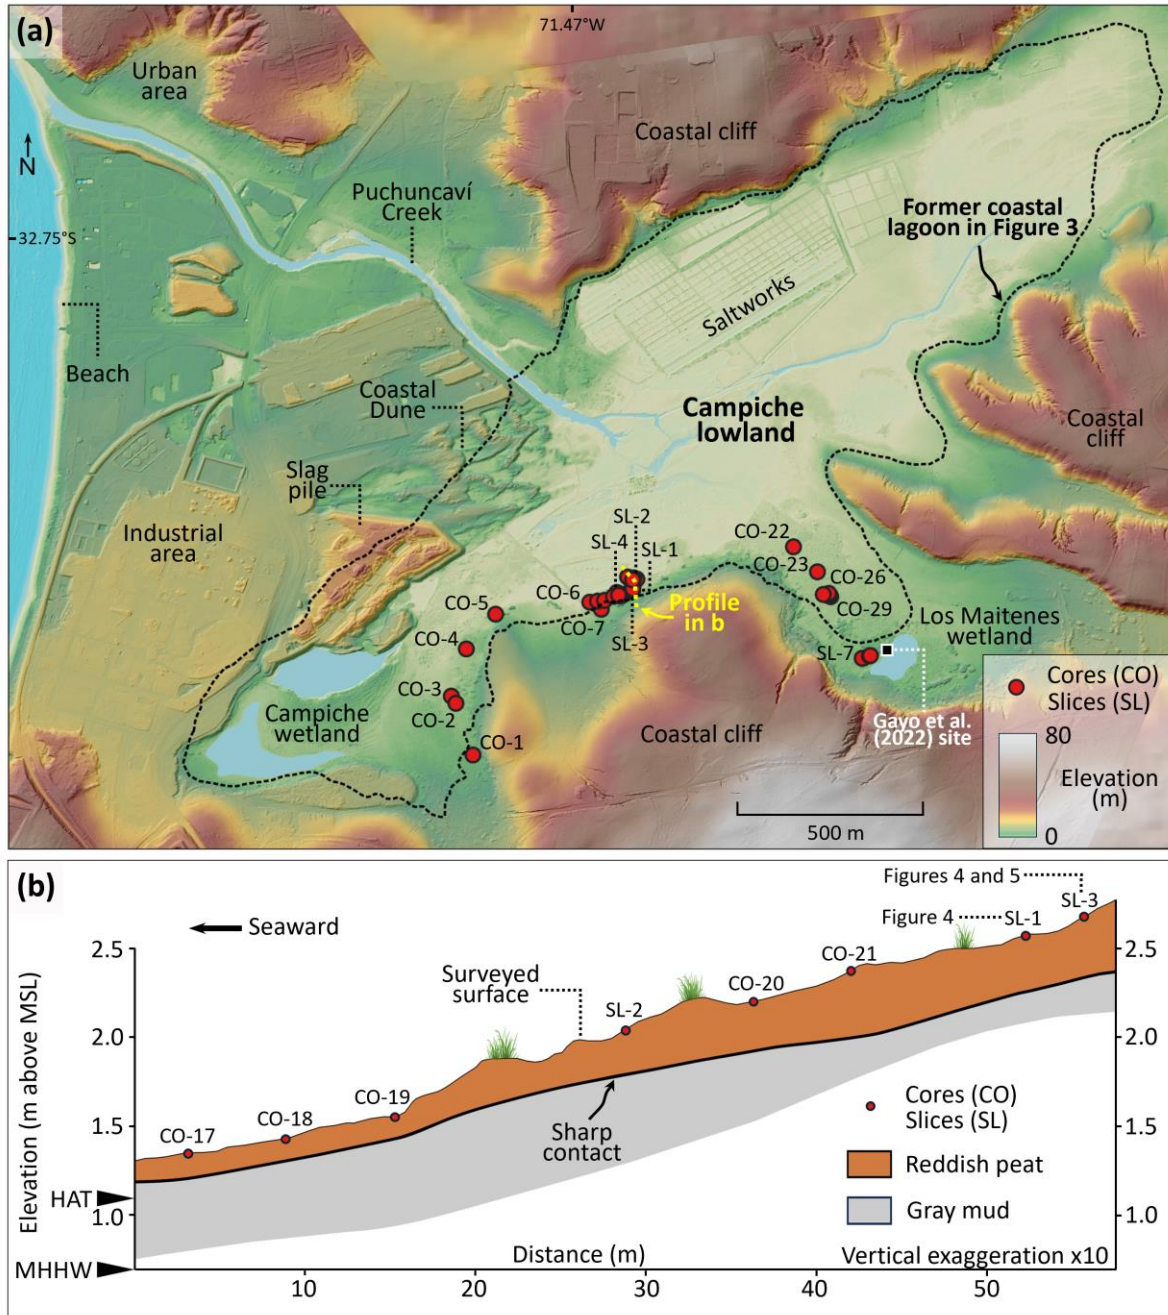 (a)
71.47°W
Urban
area
N
Coastal cliff
Puchuncaví
Creek
32.75°S
Former coastal
lagoon in Figure 3
Saltworks
Beach
Coastal
Dune
Campiche
lowland
Coastal
cliff
Slag
pile
Industrial
area
SL-2
SL-4
SL-1
CO-22
CO-23
CO-26
CO-6
CO-5
CO-29
CO-7
Profile
in b
CO-4
SL-3
Los Maitenes
wetland
SL-7
CO-3
CO-2
Campiche
wetland
CO-1
Coastal cliff
Gayo et al.
(2022) site
Cores (CO)
Slices (SL)
80
Elevation
(m)
0
500 m
(b)
Seaward
Figures 4 and 5
SL-3
Figure 4
SL-1
2.5
2.5
CO-21
Surveyed
surface
CO-20
SL-2
2.0
2.0
CO-19
CO-18
CO-17
Sharp
contact
Cores (CO)
Slices (SL)
1.5
1.5
Reddish peat
Gray mud
HAT
1.0
1.0
Elevation (m above MSL)
Distance (m)
Vertical exaggeration x10
MHHW
10
20
30
40
50